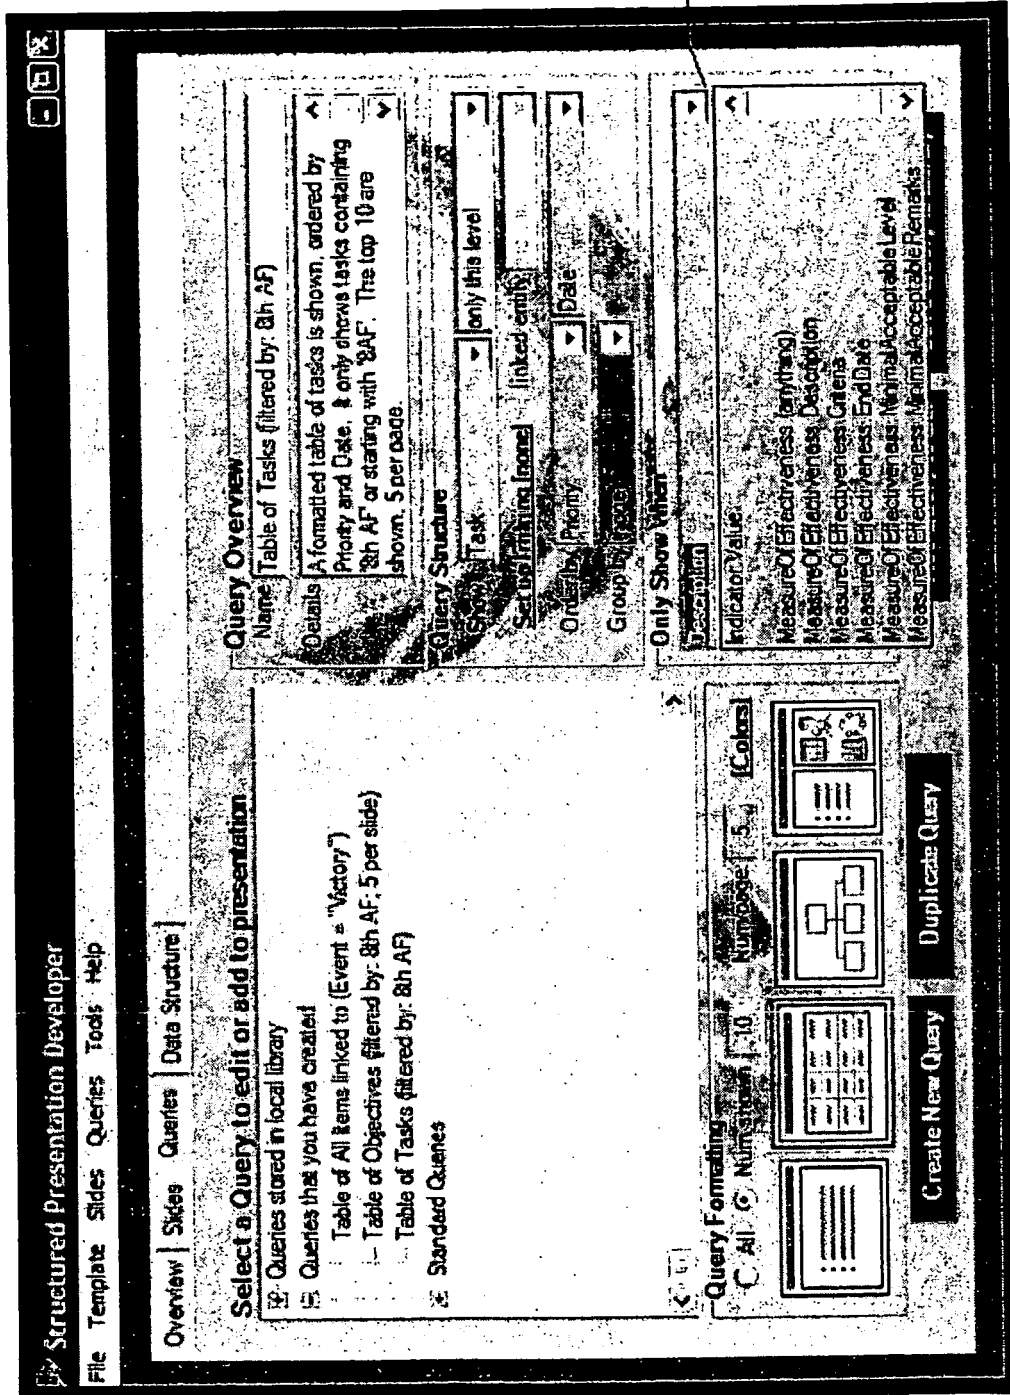 Structured Presentation Developer
File Template Slides Queries Tools Help
Overview Slides Queries Data Structure
Select a Query to edit or add to presentation
Queries stored in local library
Queries that you have created
Table of All items linked to (Event = "Victory")
Table of Objectives (filtered by: 8th AF; 5 per slide)
Table of Tasks (filtered by: 8th AF)
Standard Queries
Query Formatting
All Num shown 10 Num/page 5 [Colors]
Create New Query Duplicate Query
Query Overview
Name Table of Tasks (filtered by: 8th AF)
Details A formatted table of tasks is shown, ordered by
Priority and Date. It only shows tasks containing
'8th AF' or starting with '8AF'. The top 10 are
shown. 5 per page.
Query Structure
Show Task only this level
Set up Trimming [none] [linked entity]
Order by Priority Date
Group by
Only Show When
Description
Indicator:Value
MeasureOfEffectiveness (anything)
MeasureOfEffectiveness:Description
MeasureOfEffectiveness:Criteria
MeasureOfEffectiveness:EndDate
MeasureOfEffectiveness:MinimalAcceptableLevel
MeasureOfEffectiveness:MinimalAcceptableRemarks